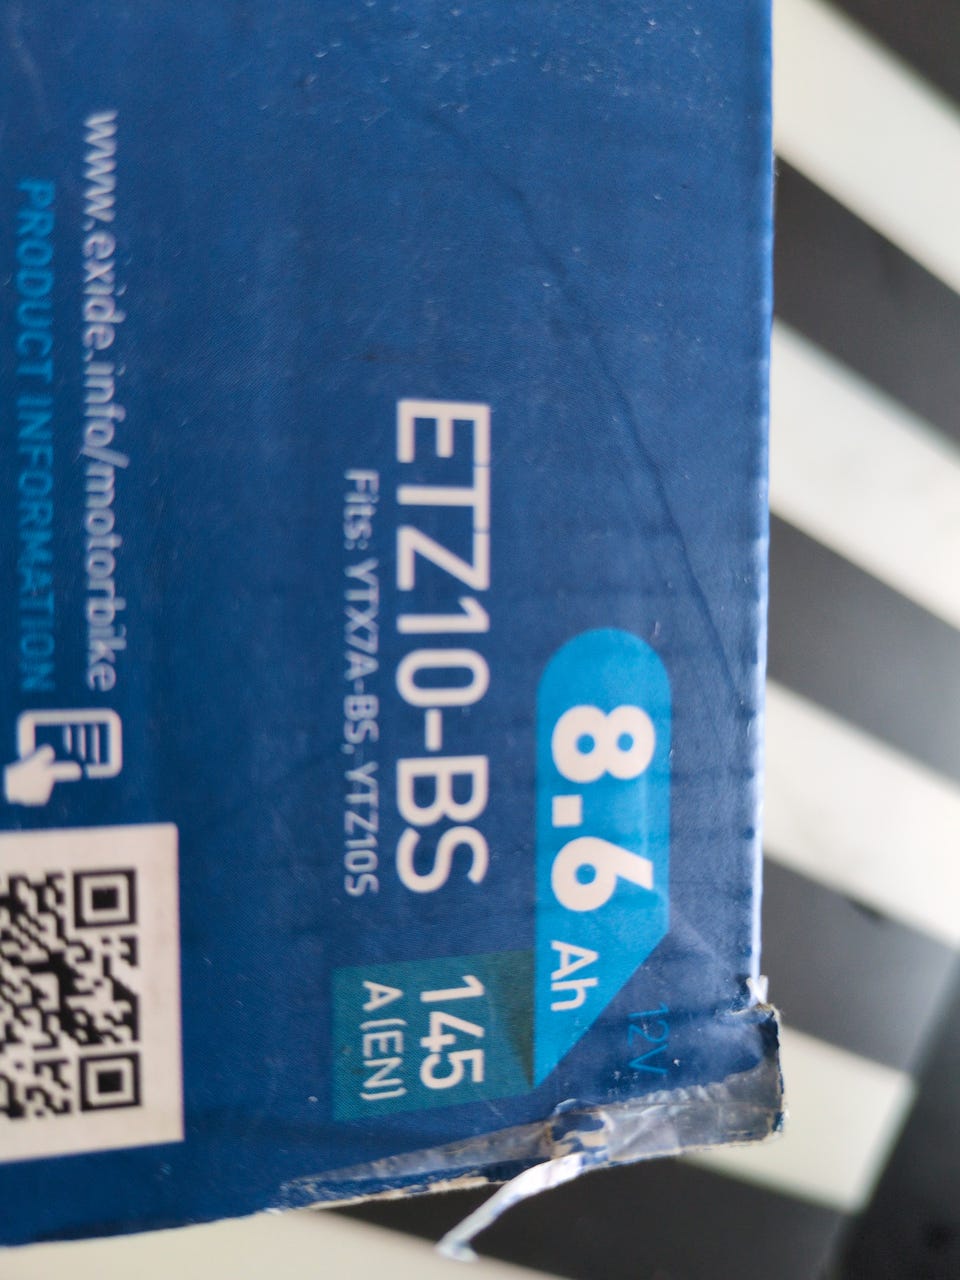 12V
8.6 Ah
ETZ10-BS
Fits: YTX7A-BS, YTZ10S
145
A (EN)
www.exide.info/motorbike
PRODUCT INFORMATION